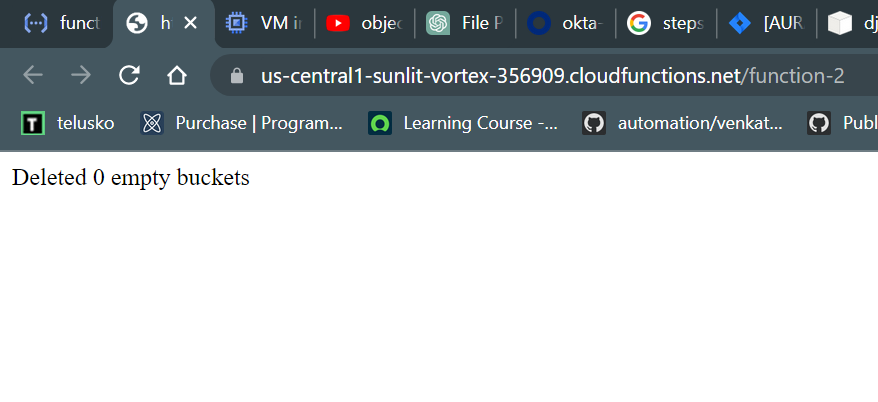 funct
h
VM i
objec
File P
okta-
steps
[AUR
dj
us-central1-sunlit-vortex-356909.cloudfunctions.net/function-2
T telusko
Purchase | Program...
Learning Course -...
automation/venkat...
Publ
Deleted 0 empty buckets